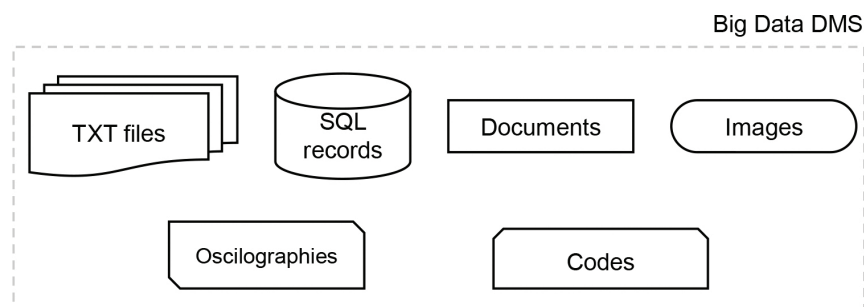 Big Data DMS
TXT files
SQL
records
Documents
Images
Oscilographies
Codes